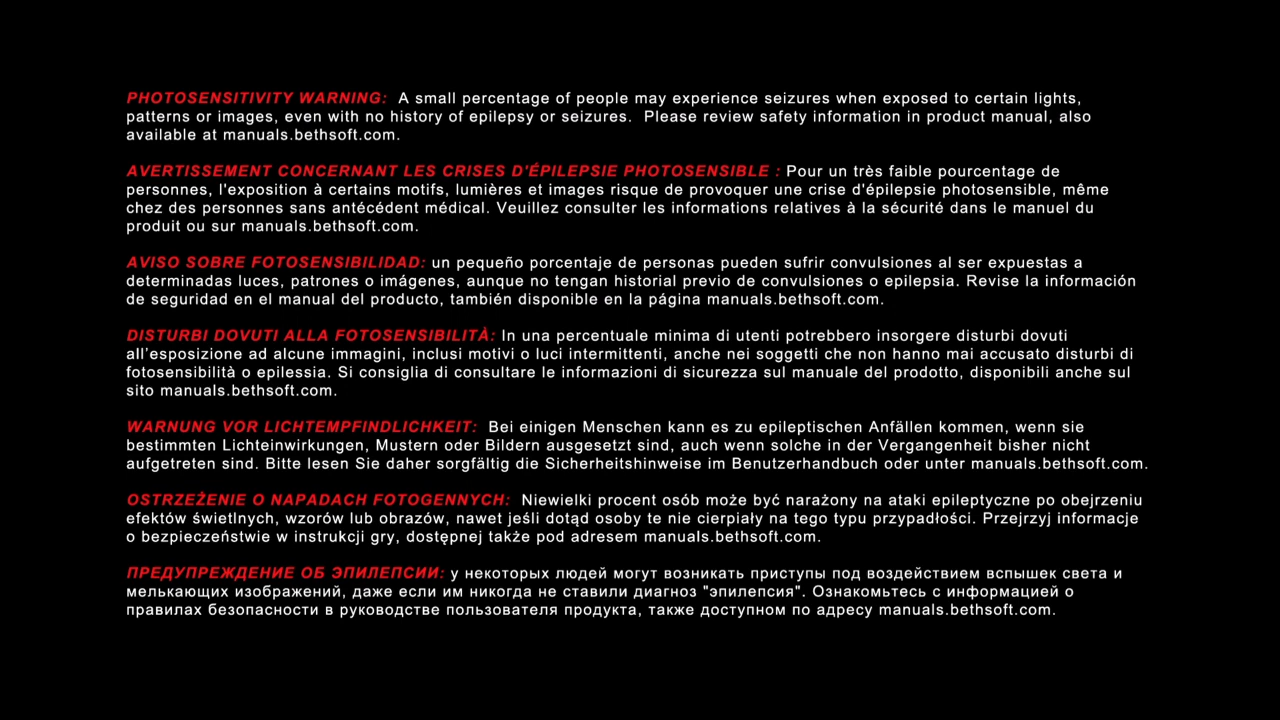 PHOTOSENSITIVITY WARNING: A small percentage of people may experience seizures when exposed to certain lights,
patterns or images, even with no history of epilepsy or seizures. Please review safety information in product manual, also
available at manuals.bethsoft.com.
AVERTISSEMENT CONCERNANT LES CRISES D'ÉPILEPSIE PHOTOSENSIBLE : Pour un très faible pourcentage de
personnes, l'exposition à certains motifs, lumières et images risque de provoquer une crise d'épilepsie photosensible, même
chez des personnes sans antécédent médical. Veuillez consulter les informations relatives à la sécurité dans le manuel du
produit ou sur manuals.bethsoft.com.
AVISO SOBRE FOTOSENSIBILIDAD: un pequeño porcentaje de personas pueden sufrir convulsiones al ser expuestas a
determinadas luces, patrones o imágenes, aunque no tengan historial previo de convulsiones o epilepsia. Revise la información
de seguridad en el manual del producto, también disponible en la página manuals.bethsoft.com.
DISTURBI DOVUTI ALLA FOTOSENSIBILITÀ: In una percentuale minima di utenti potrebbero insorgere disturbi dovuti
all’esposizione ad alcune immagini, inclusi motivi o luci intermittenti, anche nei soggetti che non hanno mai accusato disturbi di
fotosensibilità o epilessia. Si consiglia di consultare le informazioni di sicurezza sul manuale del prodotto, disponibili anche sul
sito manuals.bethsoft.com.
WARNUNG VOR LICHTEMPFINDLICHKEIT: Bei einigen Menschen kann es zu epileptischen Anfällen kommen, wenn sie
bestimmten Lichteinwirkungen, Mustern oder Bildern ausgesetzt sind, auch wenn solche in der Vergangenheit bisher nicht
aufgetreten sind. Bitte lesen Sie daher sorgfältig die Sicherheitshinweise im Benutzerhandbuch oder unter manuals.bethsoft.com.
OSTRZEŻENIE O NAPADACH FOTOGENNYCH: Niewielki procent osób może być narażony na ataki epileptyczne po obejrzeniu
efektów świetlnych, wzorów lub obrazów, nawet jeśli dotąd osoby te nie cierpiały na tego typu przypadłości. Przejrzyj informacje
o bezpieczeństwie w instrukcji gry, dostępnej także pod adresem manuals.bethsoft.com.
ПРЕДУПРЕЖДЕНИЕ ОБ ЭПИЛЕПСИИ: у некоторых людей могут возникать приступы под воздействием вспышек света и
мелькающих изображений, даже если им никогда не ставили диагноз "эпилепсия". Ознакомьтесь с информацией о
правилах безопасности в руководстве пользователя продукта, также доступном по адресу manuals.bethsoft.com.